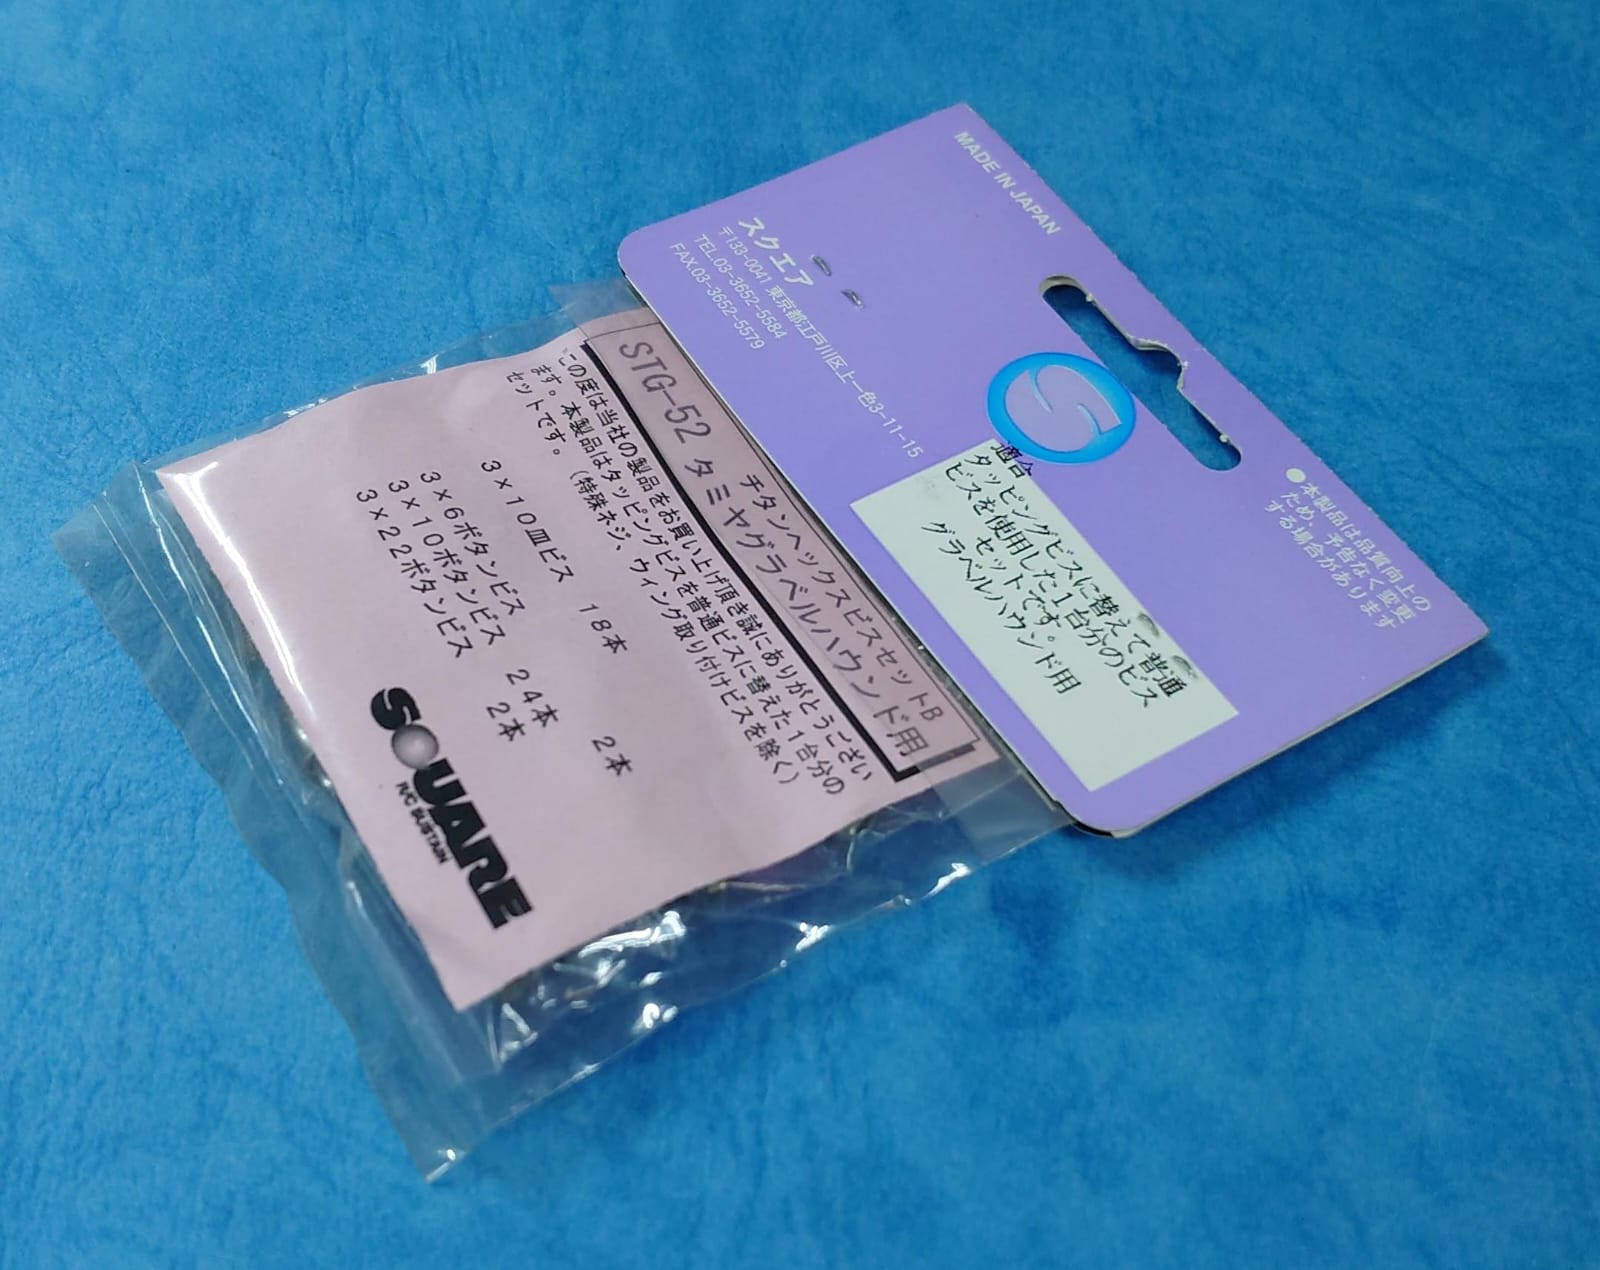 MADE IN JAPAN
スクエア
〒133-0041 東京都江戸川区上一色3-11-15
TEL.03-3652-5584
FAX.03-3652-5579
●本製品は品質向上の
ため、予告なく変更
する場合があります
適合
タッピングビスに替えて普通
ビスを使用した1台分のビス
セットです。
グラベルハウンド用
チタンヘックスビスセットB
STG-52 タミヤグラベルハウンド用
この度は当社の製品をお買い上げ頂き誠にありがとうござい
ます。本製品はタッピングビスを普通ビスに替えた1台分の
セットです。 (特殊ネジ、ウィング取り付けビスを除く)
3×10皿ビス 18本
3×6ボタンビス 2本
3×10ボタンビス 24本
3×22ボタンビス 2本
SQUARE
R/C SUSTAIN